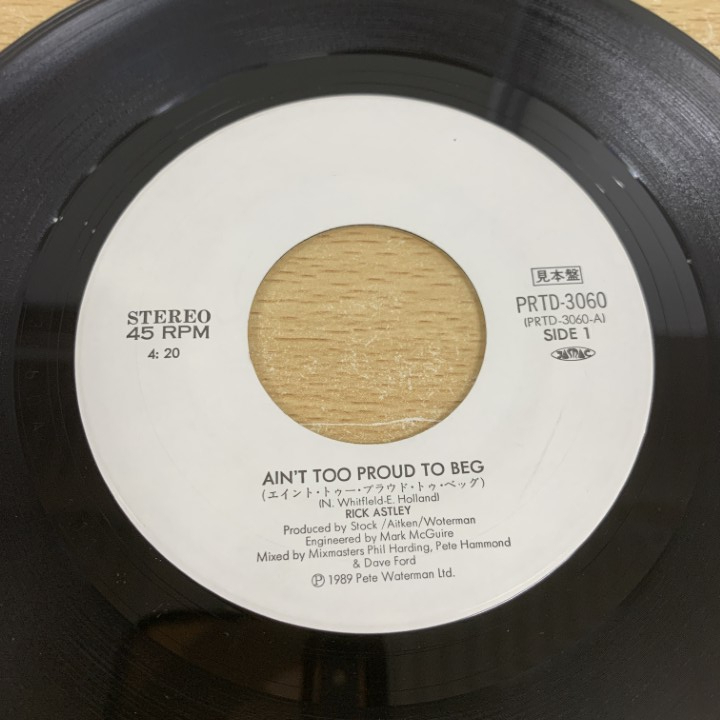 STEREO
45 RPM
4: 20
見本盤
PRTD-3060
(PRTD-3060-A)
SIDE 1
JASRAC
AIN'T TOO PROUD TO BEG
(エイント・トゥー・プラウド・トゥ・ベッグ)
(N. Whitfield-E. Holland)
RICK ASTLEY
Produced by Stock /Aitken/Woterman
Engineered by Mark McGuire
Mixed by Mixmasters Phil Harding, Pete Hammond
& Dave Ford
Ⓟ 1989 Pete Waterman Ltd.